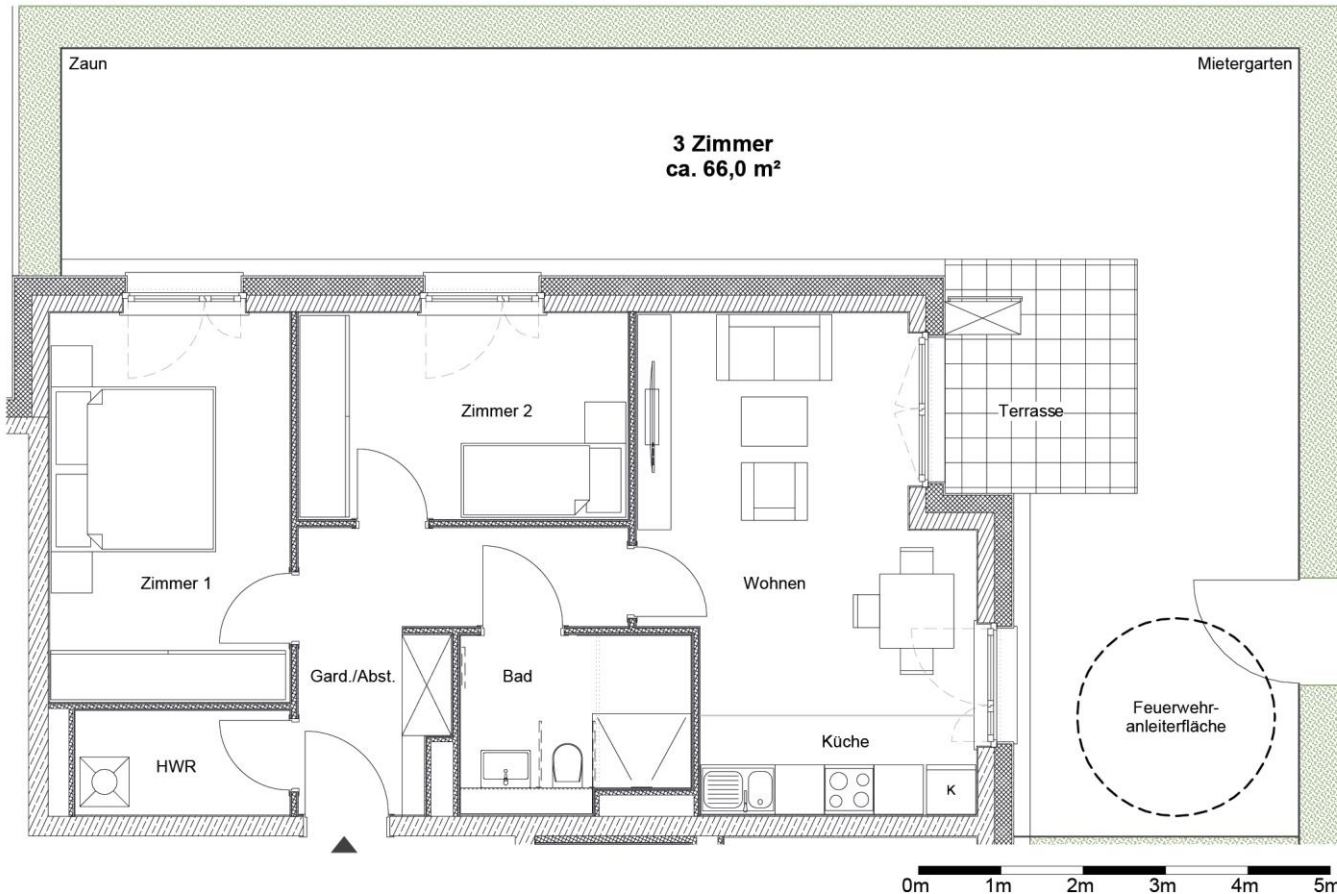 Zaun
Mietergarten
3 Zimmer
ca. 66,0 m²
Zimmer 2
Terrasse
Zimmer 1
Wohnen
Gard./Abst.
Bad
Feuerwehr-
anleiterfläche
Küche
HWR
K
0m 1m 2m 3m 4m 5m